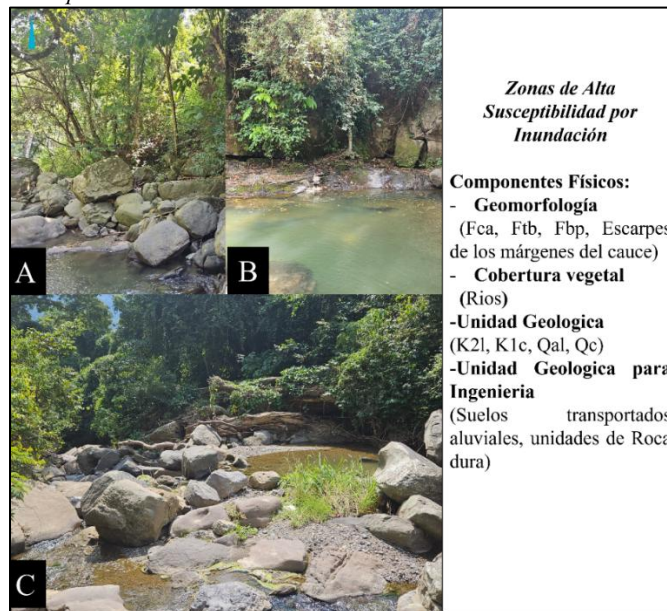 A
B
C
Zonas de Alta
Susceptibilidad por
Inundación
Componentes Físicos:
- Geomorfología
(Fca, Ftb, Fbp, Escarpes
de los márgenes del cauce)
- Cobertura vegetal
(Rios)
-Unidad Geologica
(K2l, K1c, Qal, Qc)
-Unidad Geologica para
Ingenieria
(Suelos transportados
aluviales, unidades de Roca
dura)